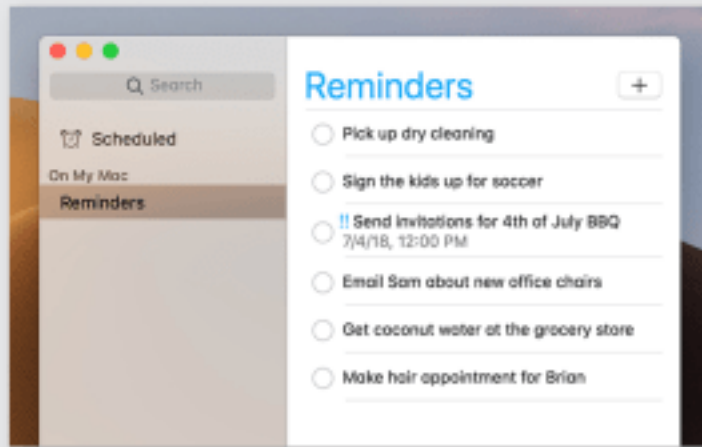 Search
Scheduled
On My Mac
Reminders
Reminders
+
Pick up dry cleaning
Sign the kids up for soccer
!! Send invitations for 4th of July BBQ
7/4/18, 12:00 PM
Email Sam about new office chairs
Get coconut water at the grocery store
Make hair appointment for Brian